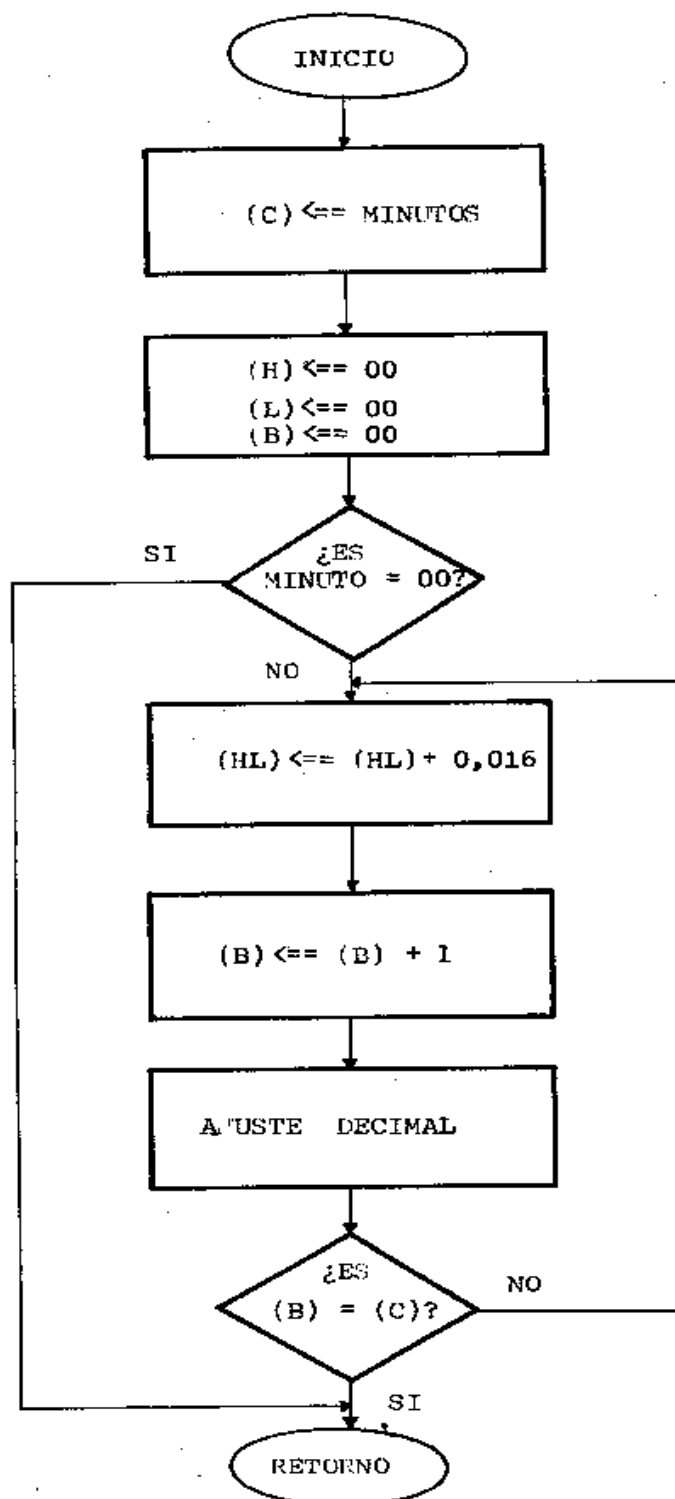 INICIO
(C) <== MINUTOS
(H) <== 00
(L) <== 00
(B) <== 00
SI
¿ES
MINUTO = 00?
NO
(HL) <== (HL) + 0,016
(B) <== (B) + 1
AJUSTE DECIMAL
¿ES
(B) = (C)?
NO
SI
RETORNO